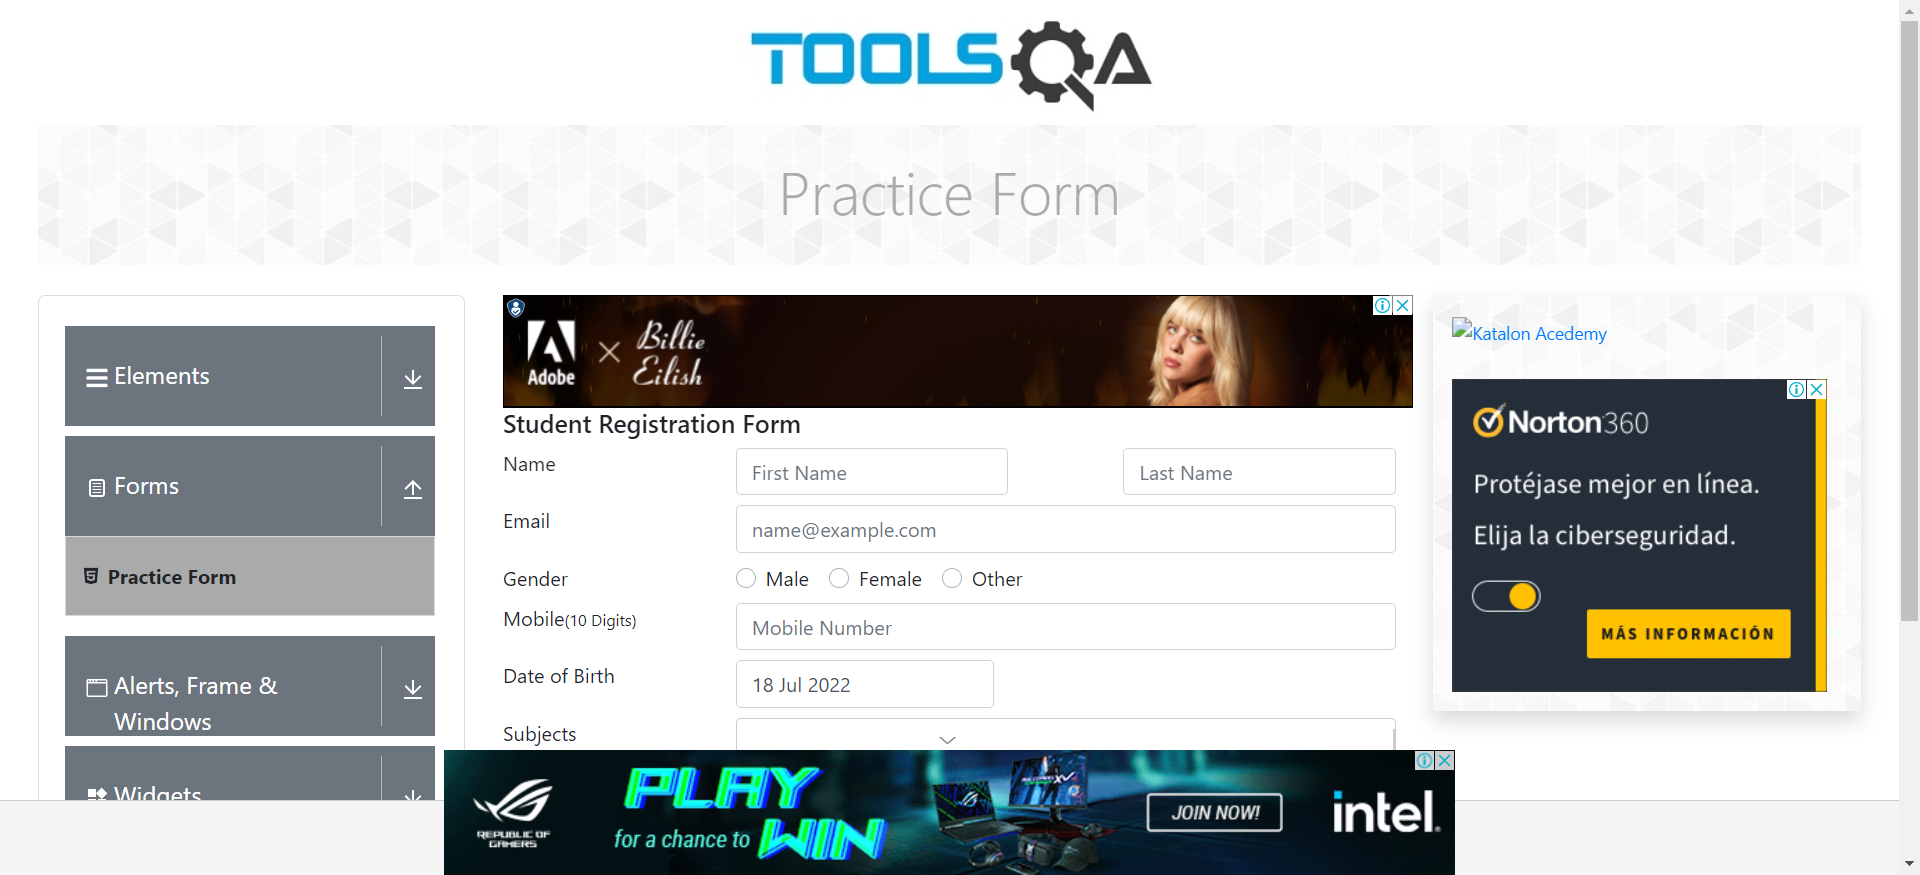 TOOLSQA
Practice Form
Elements
Forms
Practice Form
Alerts, Frame &
Windows
Widgets
Adobe
×
Billie
Eilish
Student Registration Form
Name
First Name
Last Name
Email
name@example.com
Gender
Male
Female
Other
Mobile(10 Digits)
Mobile Number
Date of Birth
18 Jul 2022
Subjects
Katalon Acedemy
Norton360
Protéjase mejor en línea.
Elija la ciberseguridad.
MÁS INFORMACIÓN
REPUBLIC OF
GAMERS
PLAY
for a chance to WIN
JOIN NOW!
intel.